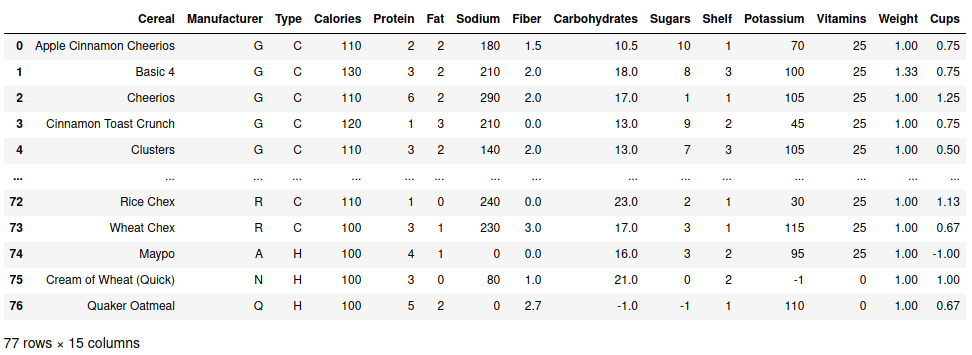 Cereal Manufacturer Type Calories Protein Fat Sodium Fiber Carbohydrates Sugars Shelf Potassium Vitamins Weight Cups
0 Apple Cinnamon Cheerios G C 110 2 2 180 1.5 10.5 10 1 70 25 1.00 0.75
1 Basic 4 G C 130 3 2 210 2.0 18.0 8 3 100 25 1.33 0.75
2 Cheerios G C 110 6 2 290 2.0 17.0 1 1 105 25 1.00 1.25
3 Cinnamon Toast Crunch G C 120 1 3 210 0.0 13.0 9 2 45 25 1.00 0.75
4 Clusters G C 110 3 2 140 2.0 13.0 7 3 105 25 1.00 0.50
... ... ... ... ... ... ... ... ... ... ... ... ... ... ... ...
72 Rice Chex R C 110 1 0 240 0.0 23.0 2 1 30 25 1.00 1.13
73 Wheat Chex R C 100 3 1 230 3.0 17.0 3 1 115 25 1.00 0.67
74 Maypo A H 100 4 1 0 0.0 16.0 3 2 95 25 1.00 -1.00
75 Cream of Wheat (Quick) N H 100 3 0 80 1.0 21.0 0 2 -1 0 1.00 1.00
76 Quaker Oatmeal Q H 100 5 2 0 2.7 -1.0 -1 1 110 0 1.00 0.67
77 rows × 15 columns